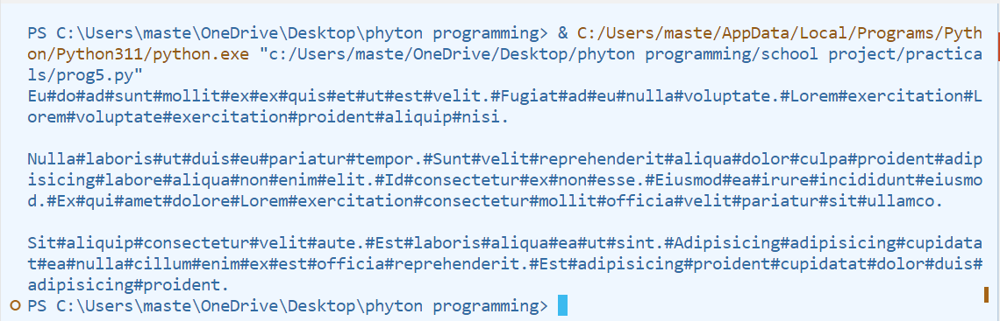 PS C:\Users\maste\OneDrive\Desktop\phyton programming> & C:/Users/maste/AppData/Local/Programs/Pyth
on/Python311/python.exe "c:/Users/maste/OneDrive/Desktop/phyton programming/school project/practica
ls/prog5.py"
Eu#do#ad#sunt#mollit#ex#ex#quis#et#ut#est#velit.#Fugiat#ad#eu#nulla#voluptate.#Lorem#exercitation#L
orem#voluptate#exercitation#proident#aliquip#nisi.

Nulla#laboris#ut#duis#eu#pariatur#tempor.#Sunt#velit#reprehenderit#aliqua#dolor#culpa#proident#adip
isicing#labore#aliqua#non#enim#elit.#Id#consectetur#ex#non#esse.#Eiusmod#ea#irure#incididunt#eiusmo
d.#Ex#qui#amet#dolore#Lorem#exercitation#consectetur#mollit#officia#velit#pariatur#sit#ullamco.

Sit#aliquip#consectetur#velit#aute.#Est#laboris#aliqua#ea#ut#sint.#Adipisicing#adipisicing#cupidata
t#ea#nulla#cillum#enim#ex#est#officia#reprehenderit.#Est#adipisicing#proident#cupidatat#dolor#duis#
adipisicing#proident.
PS C:\Users\maste\OneDrive\Desktop\phyton programming>